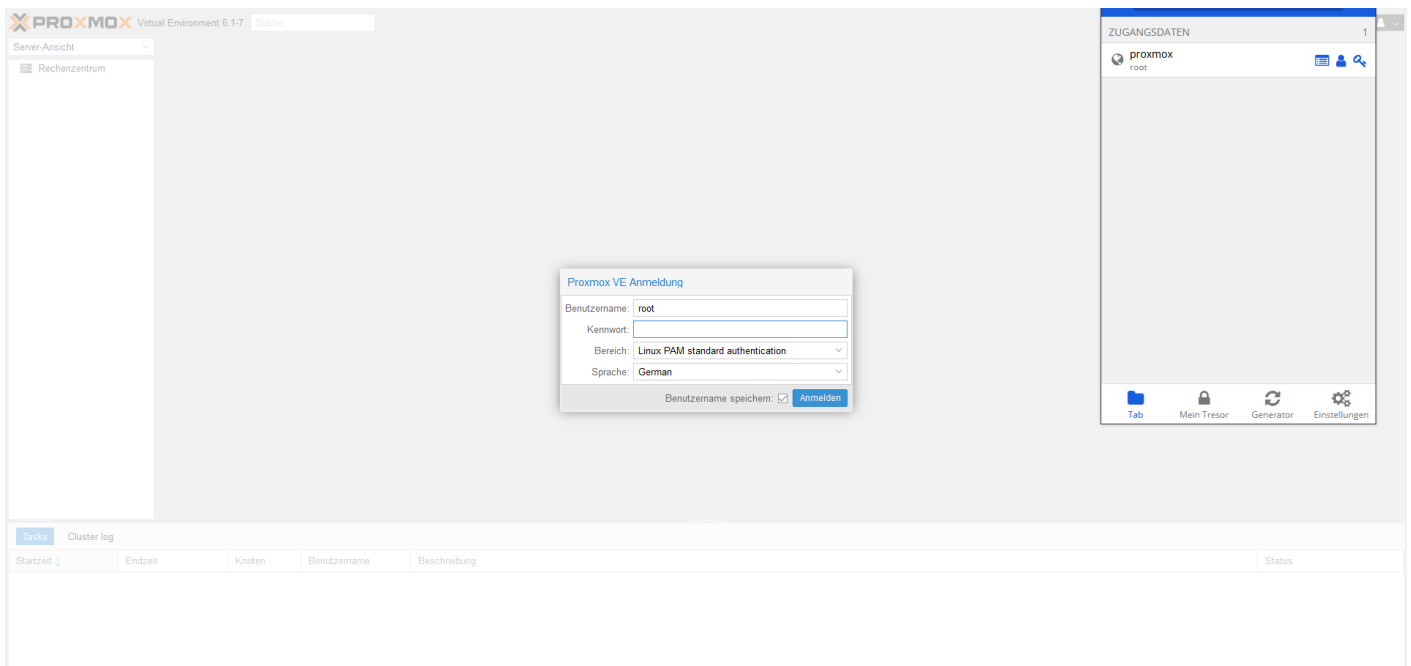 PROXMOX Virtual Environment 6.1-7 Suche
Server-Ansicht
Rechenzentrum
ZUGANGSDATEN 1
proxmox
root
Tab Mein Tresor Generator Einstellungen
Proxmox VE Anmeldung
Benutzername: root
Kennwort:
Bereich: Linux PAM standard authentication
Sprache: German
Benutzername speichern: Anmelden
Tasks Cluster log
Startzeit Endzeit Knoten Benutzername Beschreibung Status